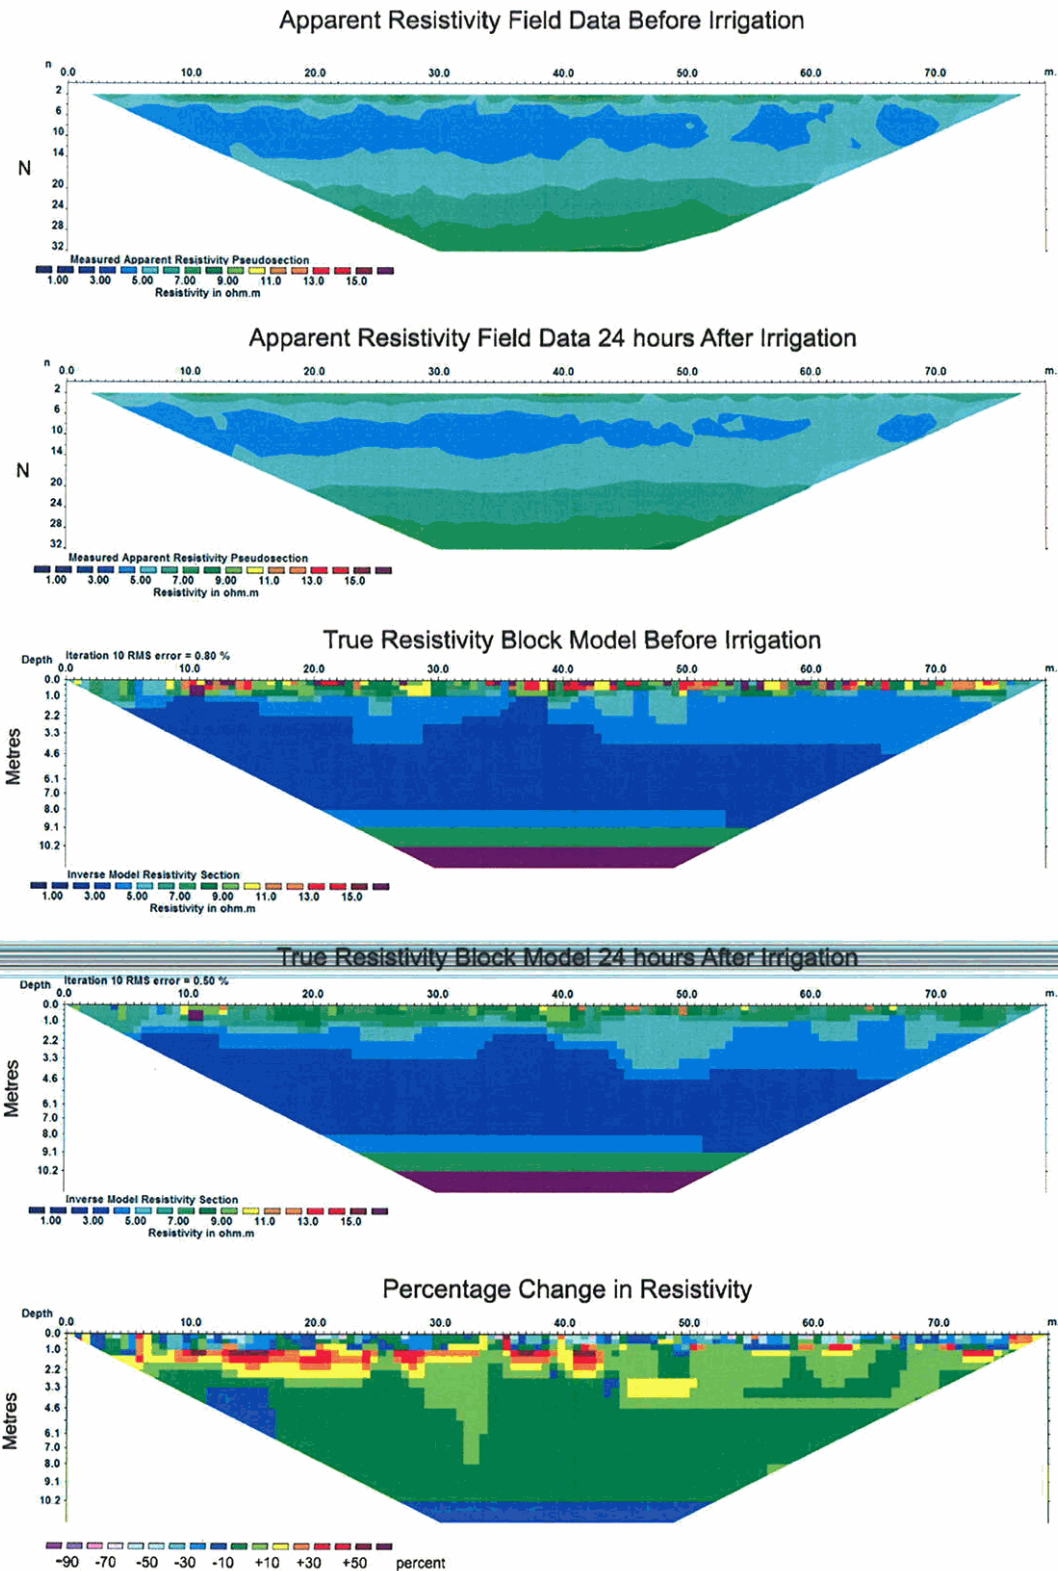 Apparent Resistivity Field Data Before Irrigation
n 0.0 10.0 20.0 30.0 40.0 50.0 60.0 70.0 m.
2
6
10
14
N
20
24
28
32
Measured Apparent Resistivity Pseudosection
1.00 3.00 5.00 7.00 9.00 11.0 13.0 15.0
Resistivity in ohm.m
Apparent Resistivity Field Data 24 hours After Irrigation
n 0.0 10.0 20.0 30.0 40.0 50.0 60.0 70.0 m.
2
6
10
14
N
20
24
28
32
Measured Apparent Resistivity Pseudosection
1.00 3.00 5.00 7.00 9.00 11.0 13.0 15.0
Resistivity in ohm.m
True Resistivity Block Model Before Irrigation
Depth Iteration 10 RMS error = 0.80 %
0.0 10.0 20.0 30.0 40.0 50.0 60.0 70.0 m.
0.0
1.0
2.2
3.3
4.6
Metres
6.1
7.0
8.0
9.1
10.2
Inverse Model Resistivity Section
1.00 3.00 5.00 7.00 9.00 11.0 13.0 15.0
Resistivity in ohm.m
True Resistivity Block Model 24 hours After Irrigation
Depth Iteration 10 RMS error = 0.50 %
0.0 10.0 20.0 30.0 40.0 50.0 60.0 70.0 m.
0.0
1.0
2.2
3.3
4.6
Metres
6.1
7.0
8.0
9.1
10.2
Inverse Model Resistivity Section
1.00 3.00 5.00 7.00 9.00 11.0 13.0 15.0
Resistivity in ohm.m
Percentage Change in Resistivity
Depth
0.0 10.0 20.0 30.0 40.0 50.0 60.0 70.0 m.
0.0
1.0
2.2
3.3
4.6
Metres
6.1
7.0
8.0
9.1
10.2
-90 -70 -50 -30 -10 +10 +30 +50 percent